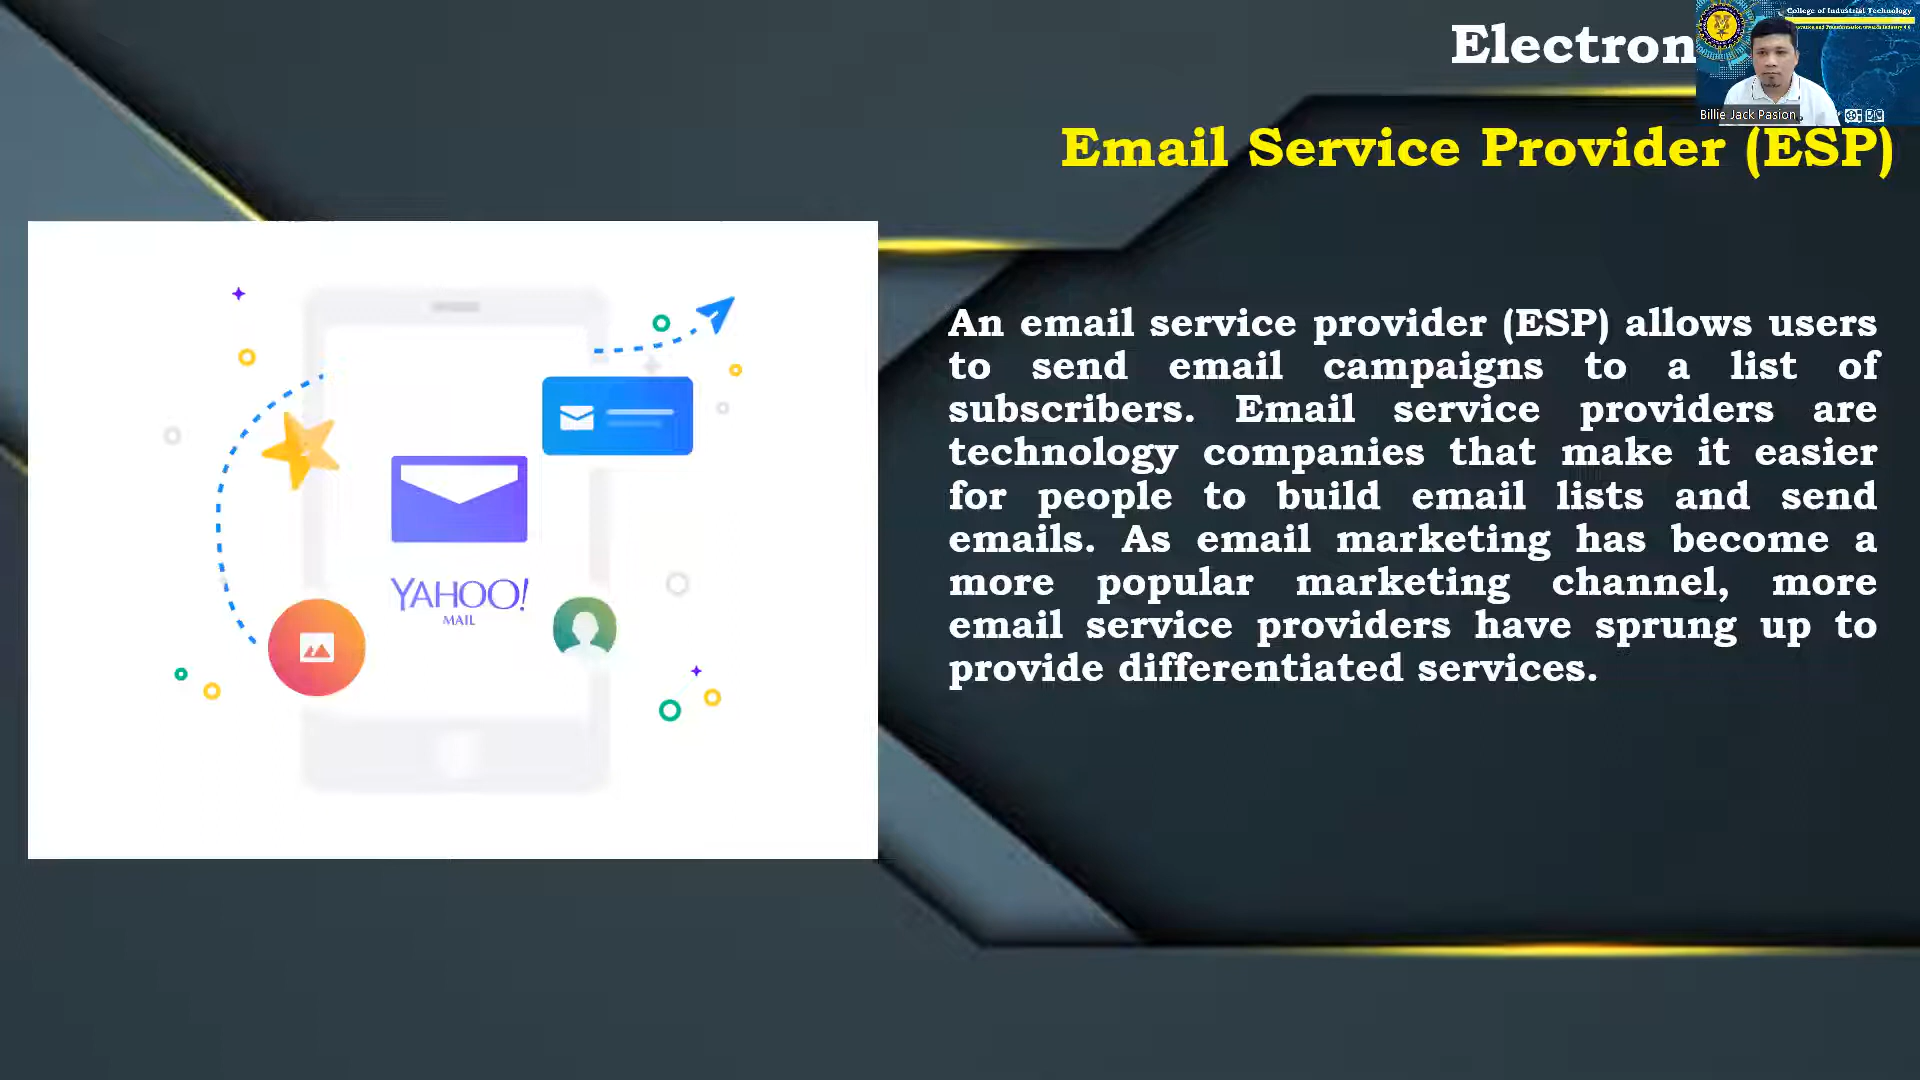 Electron
College of Industrial Technology
Billie Jack Pasion
Email Service Provider (ESP)
An email service provider (ESP) allows users
to send email campaigns to a list of
subscribers. Email service providers are
technology companies that make it easier
for people to build email lists and send
emails. As email marketing has become a
more popular marketing channel, more
email service providers have sprung up to
provide differentiated services.
YAHOO!
MAIL